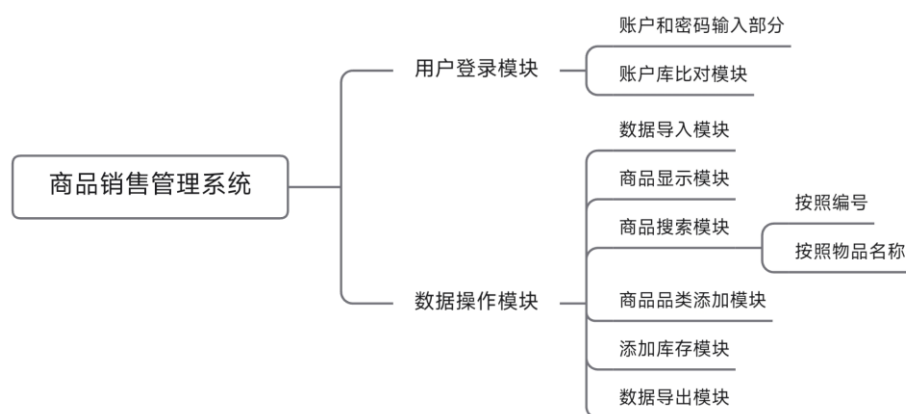 商品销售管理系统
用户登录模块
账户和密码输入部分
账户库比对模块
数据操作模块
数据导入模块
商品显示模块
商品搜索模块
按照编号
按照物品名称
商品品类添加模块
添加库存模块
数据导出模块